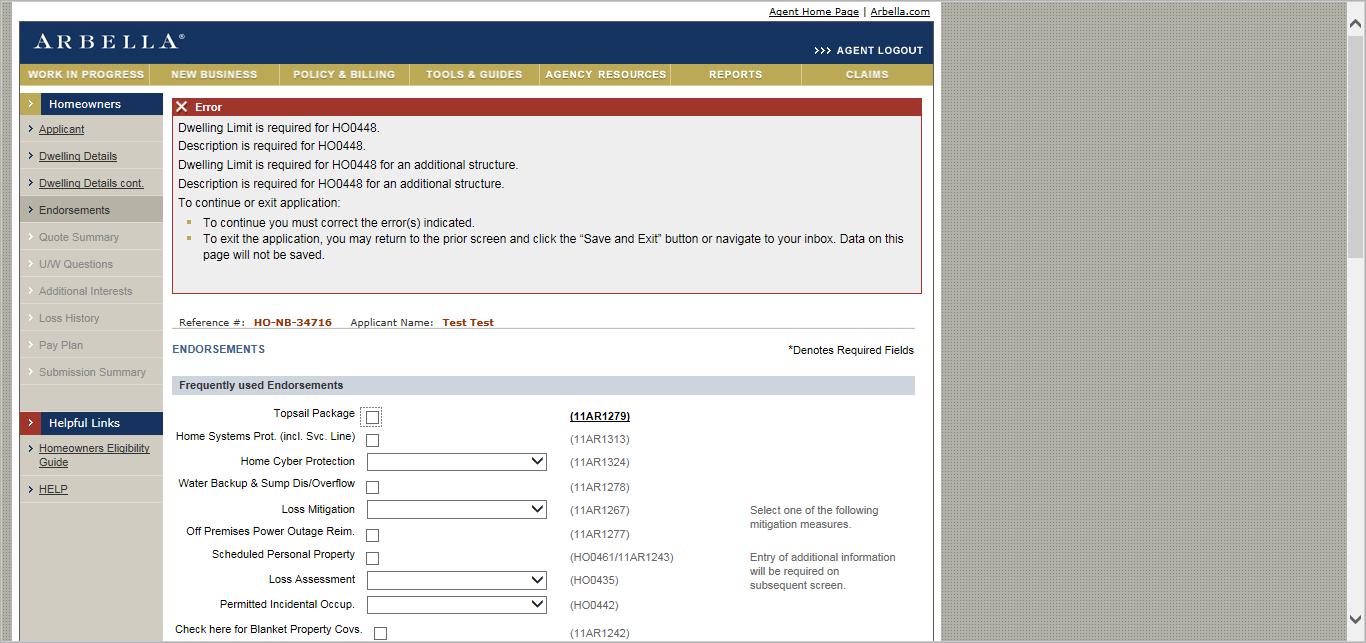 Agent Home Page | Arbella.com
ARBELLA®
>>> AGENT LOGOUT
WORK IN PROGRESS NEW BUSINESS POLICY & BILLING TOOLS & GUIDES AGENCY RESOURCES REPORTS CLAIMS
Homeowners
Applicant
Dwelling Details
Dwelling Details cont.
Endorsements
Quote Summary
U/W Questions
Additional Interests
Loss History
Pay Plan
Submission Summary
Helpful Links
Homeowners Eligibility
Guide
HELP
Error
Dwelling Limit is required for HO0448.
Description is required for HO0448.
Dwelling Limit is required for HO0448 for an additional structure.
Description is required for HO0448 for an additional structure.
To continue or exit application:
To continue you must correct the error(s) indicated.
To exit the application, you may return to the prior screen and click the “Save and Exit” button or navigate to your inbox. Data on this
page will not be saved.
Reference #: HO-NB-34716 Applicant Name: Test Test
ENDORSEMENTS *Denotes Required Fields
Frequently used Endorsements
Topsail Package (11AR1279)
Home Systems Prot. (incl. Svc. Line) (11AR1313)
Home Cyber Protection (11AR1324)
Water Backup & Sump Dis/Overflow (11AR1278)
Loss Mitigation (11AR1267) Select one of the following
mitigation measures.
Off Premises Power Outage Reim. (11AR1277)
Scheduled Personal Property (HO0461/11AR1243) Entry of additional information
will be required on
subsequent screen.
Loss Assessment (HO0435)
Permitted Incidental Occup. (HO0442)
Check here for Blanket Property Covs. (11AR1242)